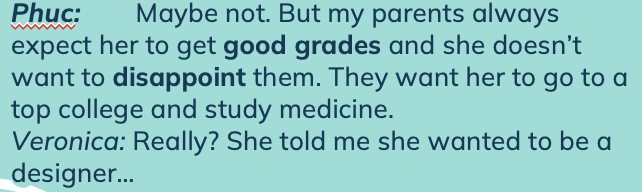 Phuc: Maybe not. But my parents always
expect her to get good grades and she doesn't
want to disappoint them. They want her to go to a
top college and study medicine.
Veronica: Really? She told me she wanted to be a
designer...